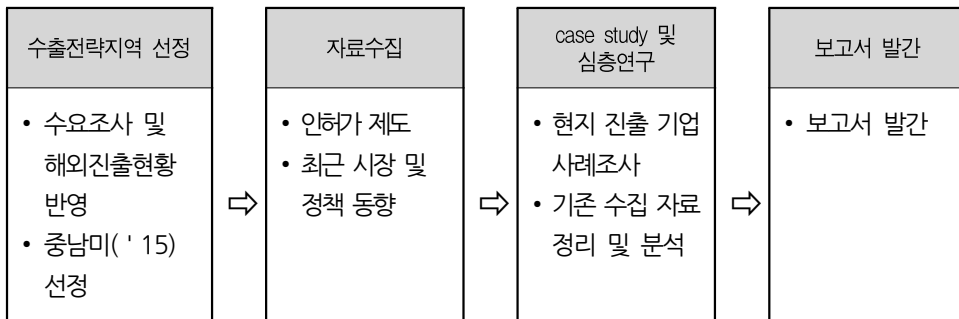 수출전략지역 선정
• 수요조사 및
해외진출현황
반영
• 중남미( ' 15)
선정
⇨
자료수집
• 인허가 제도
• 최근 시장 및
정책 동향
⇨
case study 및
심층연구
• 현지 진출 기업
사례조사
• 기존 수집 자료
정리 및 분석
⇨
보고서 발간
• 보고서 발간